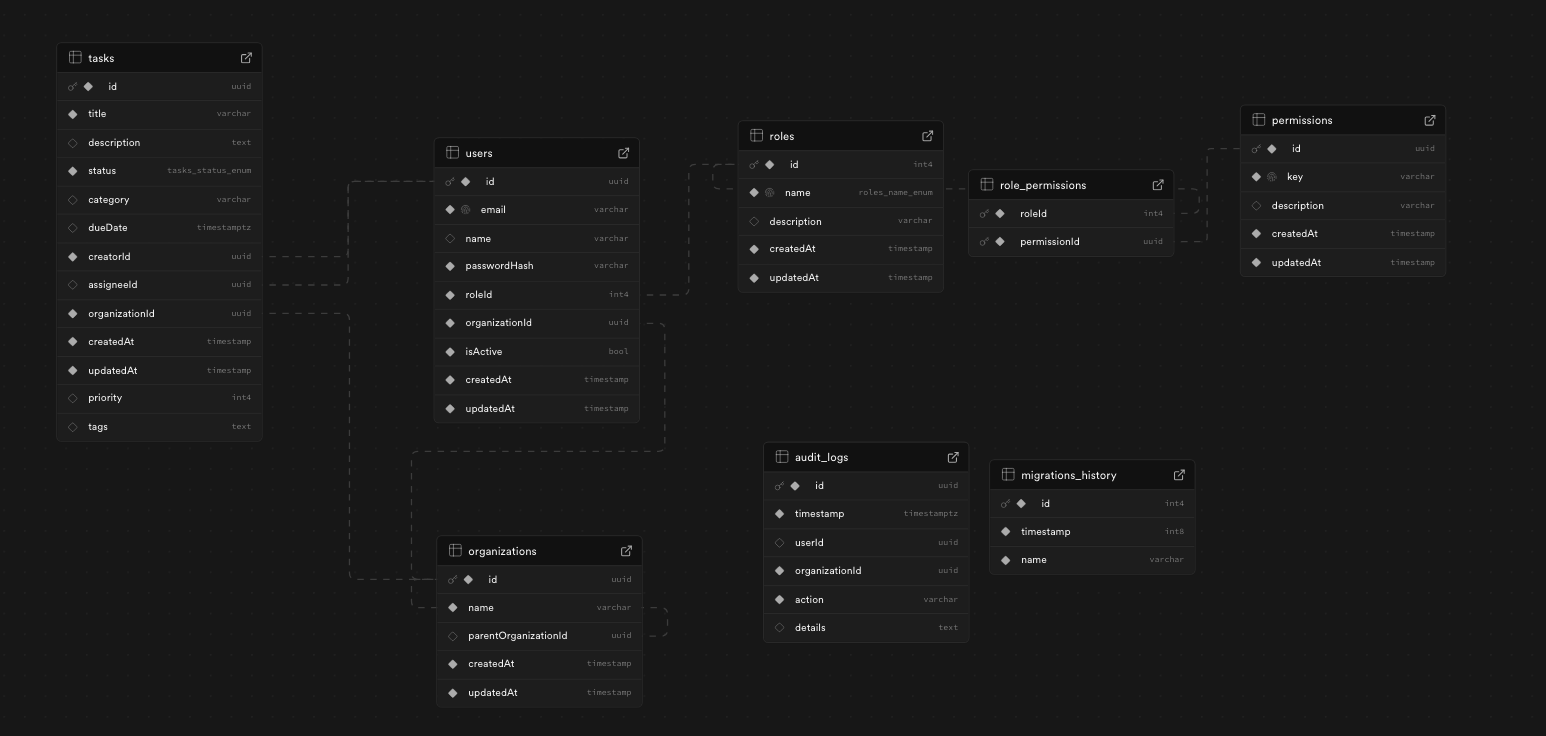 tasks
id uuid
title varchar
description text
status tasks_status_enum
category varchar
dueDate timestamptz
creatorId uuid
assigneeId uuid
organizationId uuid
createdAt timestamp
updatedAt timestamp
priority int4
tags text
users
id uuid
email varchar
name varchar
passwordHash varchar
roleId int4
organizationId uuid
isActive bool
createdAt timestamp
updatedAt timestamp
roles
id int4
name roles_name_enum
description varchar
createdAt timestamp
updatedAt timestamp
role_permissions
roleId int4
permissionId uuid
permissions
id uuid
key varchar
description varchar
createdAt timestamp
updatedAt timestamp
organizations
id uuid
name varchar
parentOrganizationId uuid
createdAt timestamp
updatedAt timestamp
audit_logs
id uuid
timestamp timestamptz
userId uuid
organizationId uuid
action varchar
details text
migrations_history
id int4
timestamp int8
name varchar